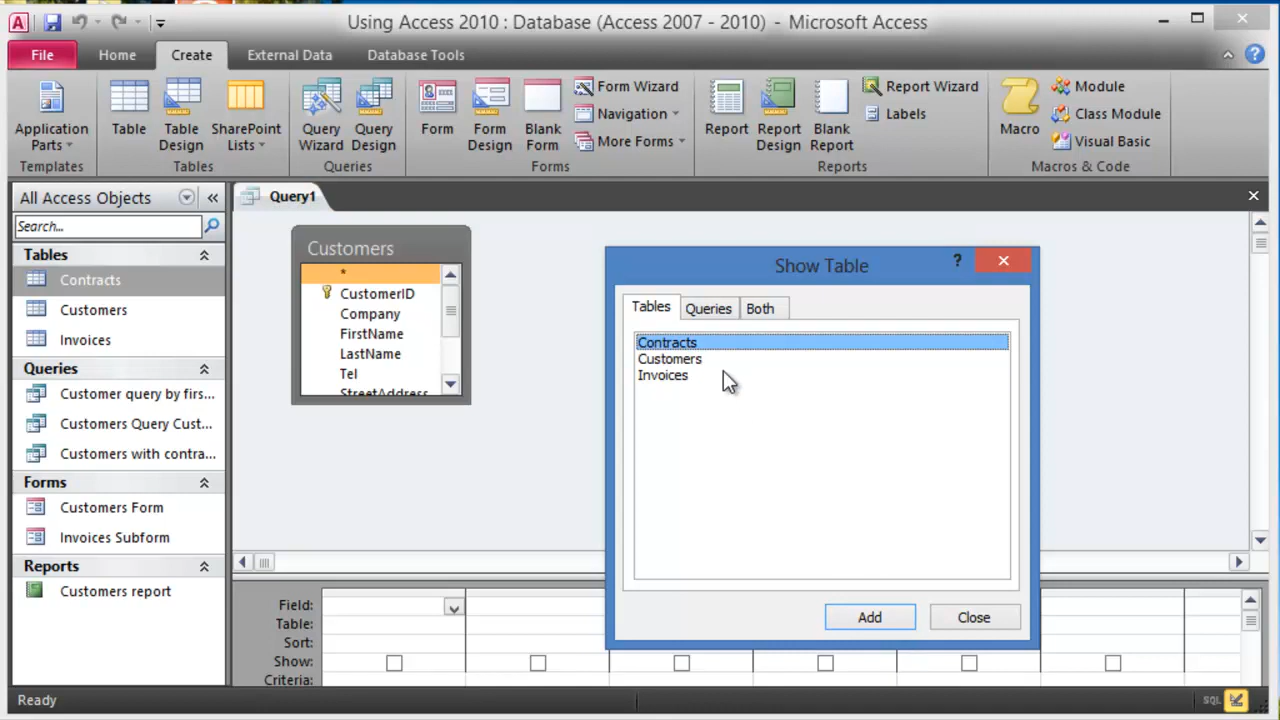 Using Access 2010 : Database (Access 2007 - 2010) - Microsoft Access
File Home Create External Data Database Tools
Application Parts
Templates
Table
Table Design
SharePoint Lists
Tables
Query Wizard
Query Design
Queries
Form
Form Design
Blank Form
Form Wizard
Navigation
More Forms
Forms
Report
Report Design
Blank Report
Report Wizard
Labels
Reports
Macro
Module
Class Module
Visual Basic
Macros & Code
All Access Objects
Search...
Tables
Contracts
Customers
Invoices
Queries
Customer query by firs...
Customers Query Cust...
Customers with contra...
Forms
Customers Form
Invoices Subform
Reports
Customers report
Query1
Customers
*
CustomerID
Company
FirstName
LastName
Tel
StreetAddress
Show Table
?
Tables Queries Both
Contracts
Customers
Invoices
Add Close
Field:
Table:
Sort:
Show:
Criteria:
Ready
SQL